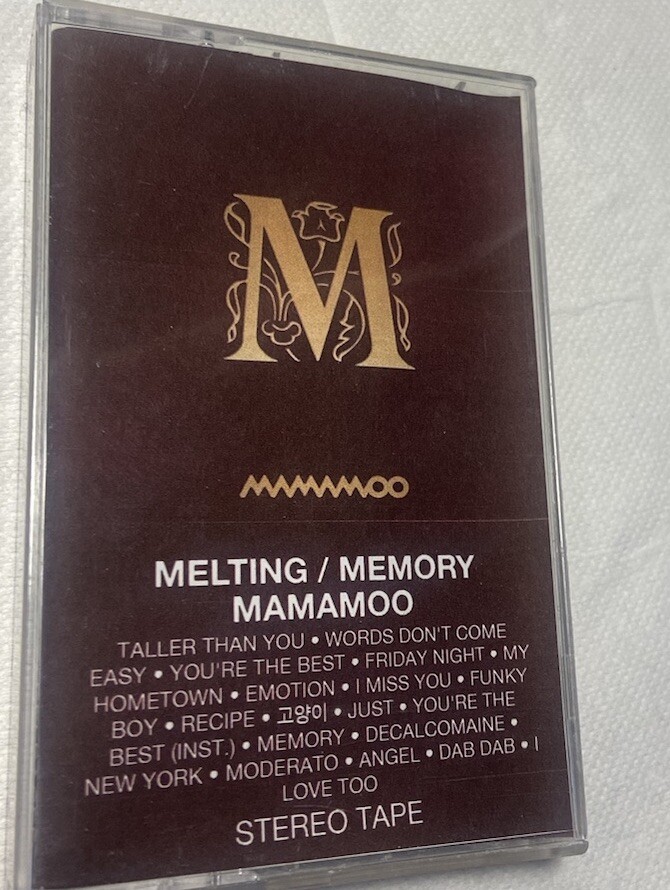 M
MAMAMOO
MELTING / MEMORY
MAMAMOO
TALLER THAN YOU • WORDS DON'T COME
EASY • YOU'RE THE BEST • FRIDAY NIGHT • MY
HOMETOWN • EMOTION • I MISS YOU • FUNKY
BOY • RECIPE • 고양이 • JUST • YOU'RE THE
BEST (INST.) • MEMORY • DECALCOMAINE •
NEW YORK • MODERATO • ANGEL • DAB DAB • I
LOVE TOO
STEREO TAPE